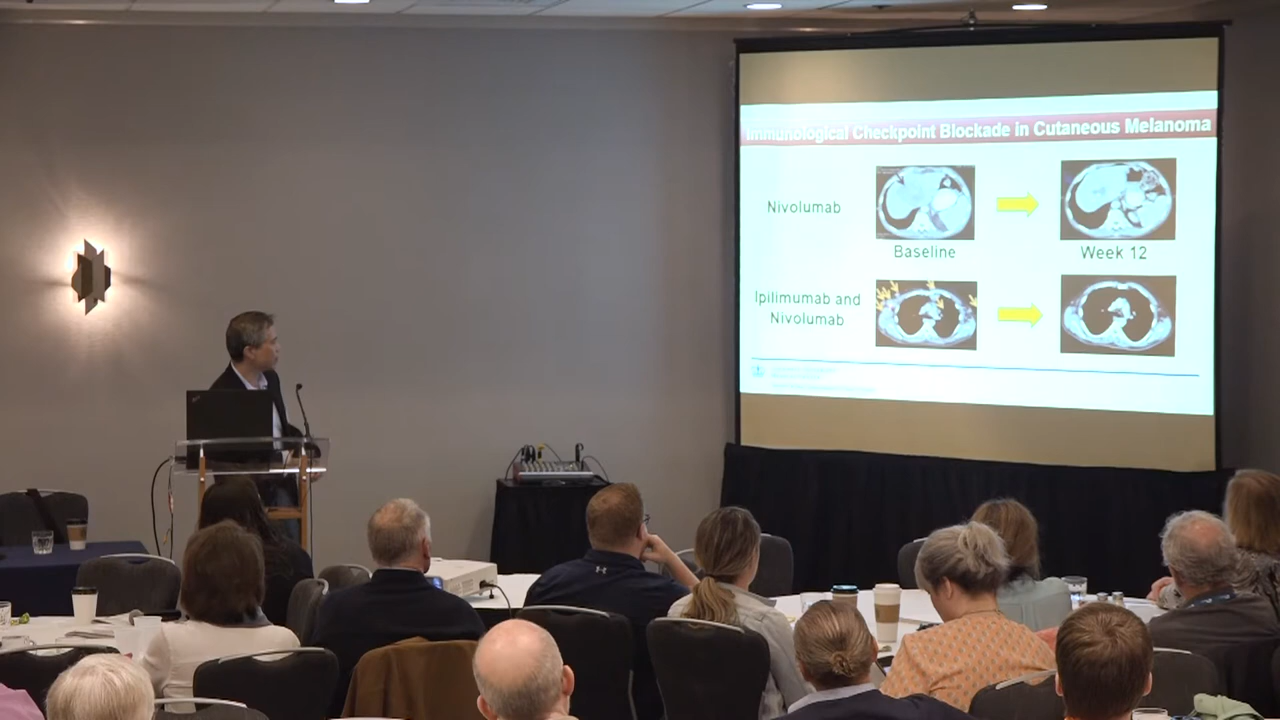 Immunological Checkpoint Blockade in Cutaneous Melanoma
Nivolumab
Baseline
Week 12
Ipilimumab and
Nivolumab